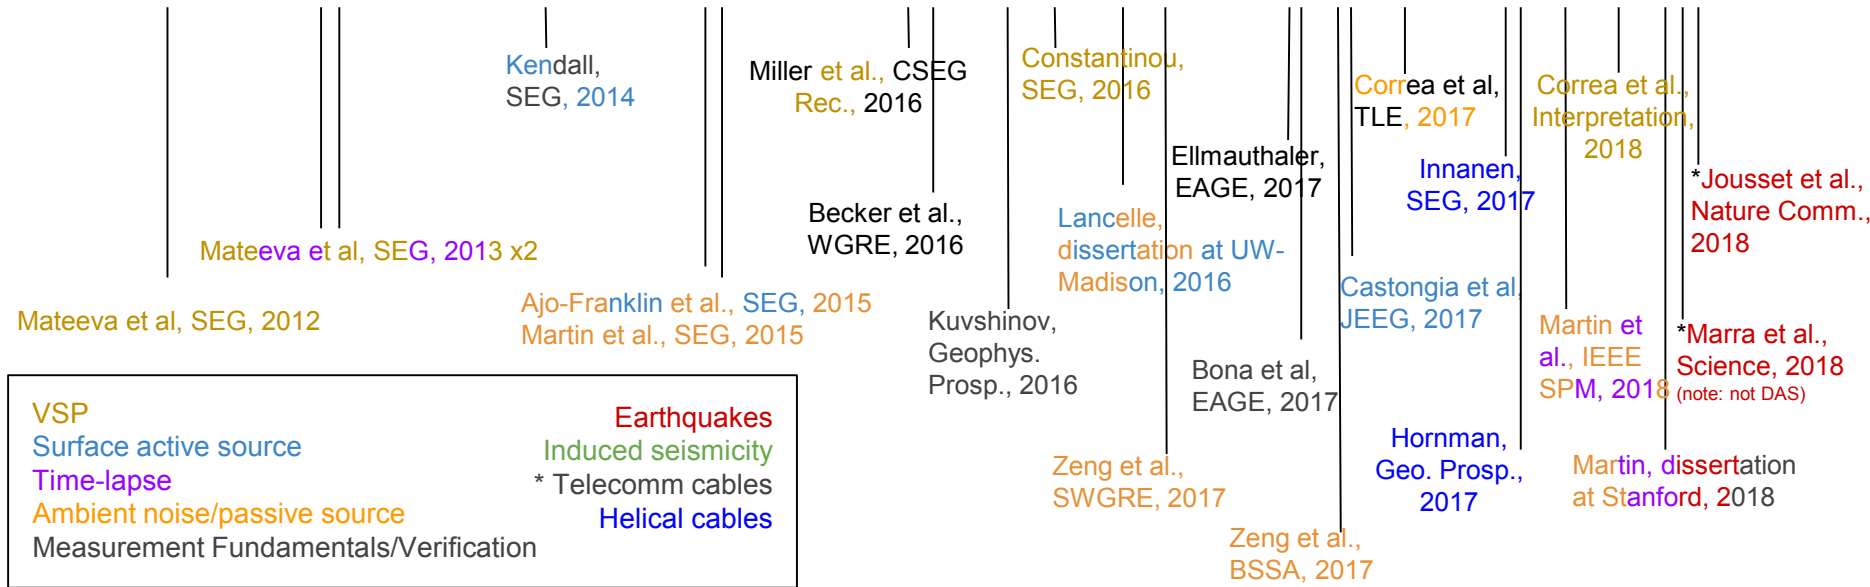 Kendall,
SEG, 2014
Miller et al., CSEG
Rec., 2016
Constantinou,
SEG, 2016
Correa et al,
TLE, 2017
Correa et al.,
Interpretation,
2018
Ellmauthaler,
EAGE, 2017
Innanen,
SEG, 2017
*Jousset et al.,
Nature Comm.,
2018
Mateeva et al, SEG, 2013 x2
Becker et al.,
WGRE, 2016
Lancelle,
dissertation at UW-
Madison, 2016
Castongia et al,
JEEG, 2017
Mateeva et al, SEG, 2012
Ajo-Franklin et al., SEG, 2015
Martin et al., SEG, 2015
Kuvshinov,
Geophys.
Prosp., 2016
Bona et al,
EAGE, 2017
Martin et
al., IEEE
SPM, 2018
*Marra et al.,
Science, 2018
(note: not DAS)
Zeng et al.,
SWGRE, 2017
Hornman,
Geo. Prosp.,
2017
Martin, dissertation
at Stanford, 2018
Zeng et al.,
BSSA, 2017
VSP
Surface active source
Time-lapse
Ambient noise/passive source
Measurement Fundamentals/Verification
Earthquakes
Induced seismicity
* Telecomm cables
Helical cables